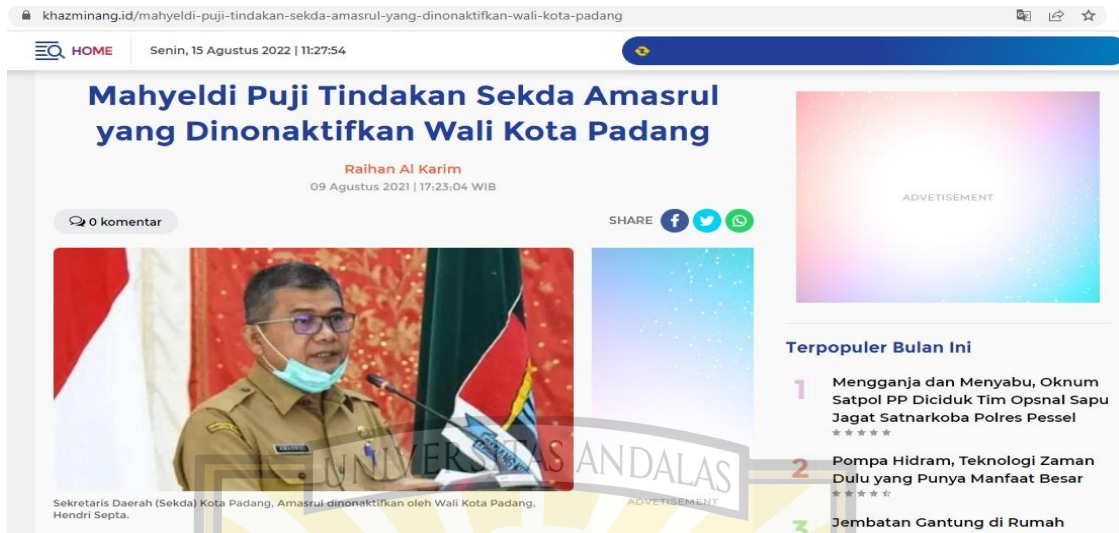 khazminang.id/mahyeldi-puji-tindakan-sekda-amasrul-yang-dinonaktifkan-wali-kota-padang
HOME
Senin, 15 Agustus 2022 | 11:27:54
Mahyeldi Puji Tindakan Sekda Amasrul
yang Dinonaktifkan Wali Kota Padang
Raihan Al Karim
09 Agustus 2021 | 17:23:04 WIB
0 komentar
SHARE
UNIVERSITAS ANDALAS
Sekretaris Daerah (Sekda) Kota Padang, Amasrul dinonaktifkan oleh Wali Kota Padang,
Hendri Septa.
ADVETISEMENT
ADVETISEMENT
Terpopuler Bulan Ini
1
Mengganja dan Menyabu, Oknum
Satpol PP Diciduk Tim Opsnal Sapu
Jagat Satnarkoba Polres Pessel
2
Pompa Hidram, Teknologi Zaman
Dulu yang Punya Manfaat Besar
3
Jembatan Gantung di Rumah